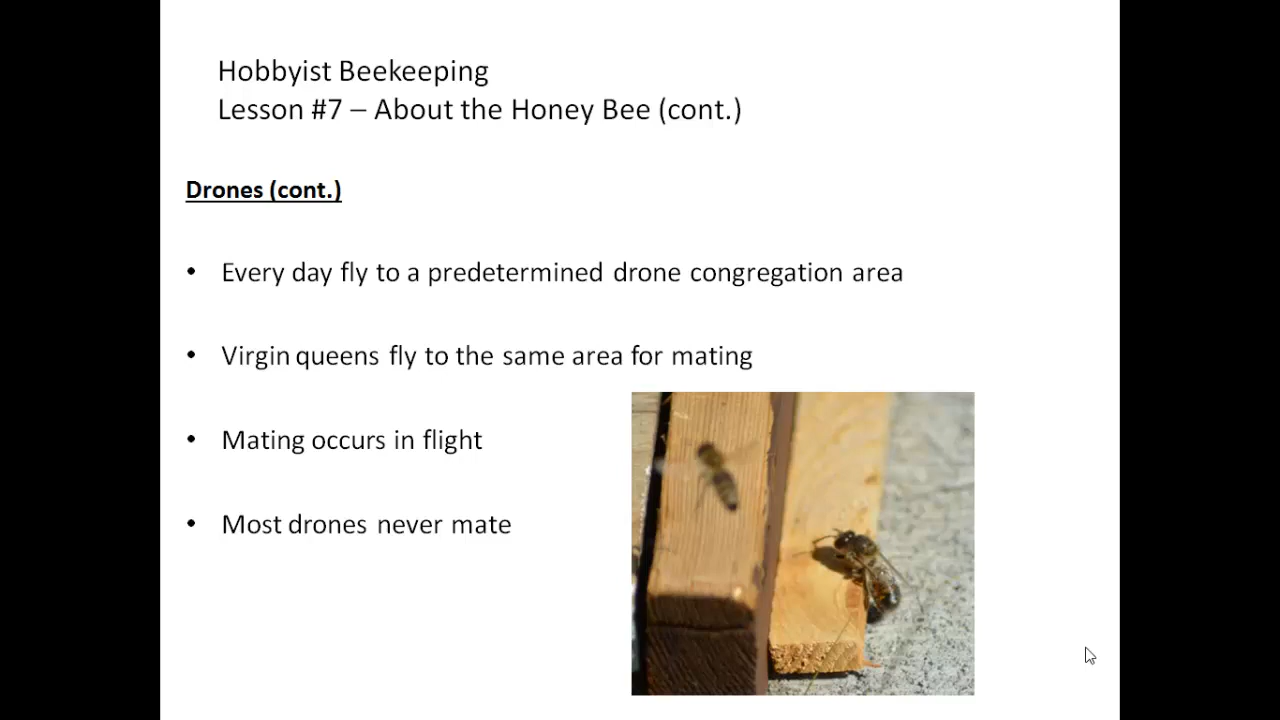 Hobbyist Beekeeping
Lesson #7 – About the Honey Bee (cont.)
Drones (cont.)
• Every day fly to a predetermined drone congregation area
• Virgin queens fly to the same area for mating
• Mating occurs in flight
• Most drones never mate